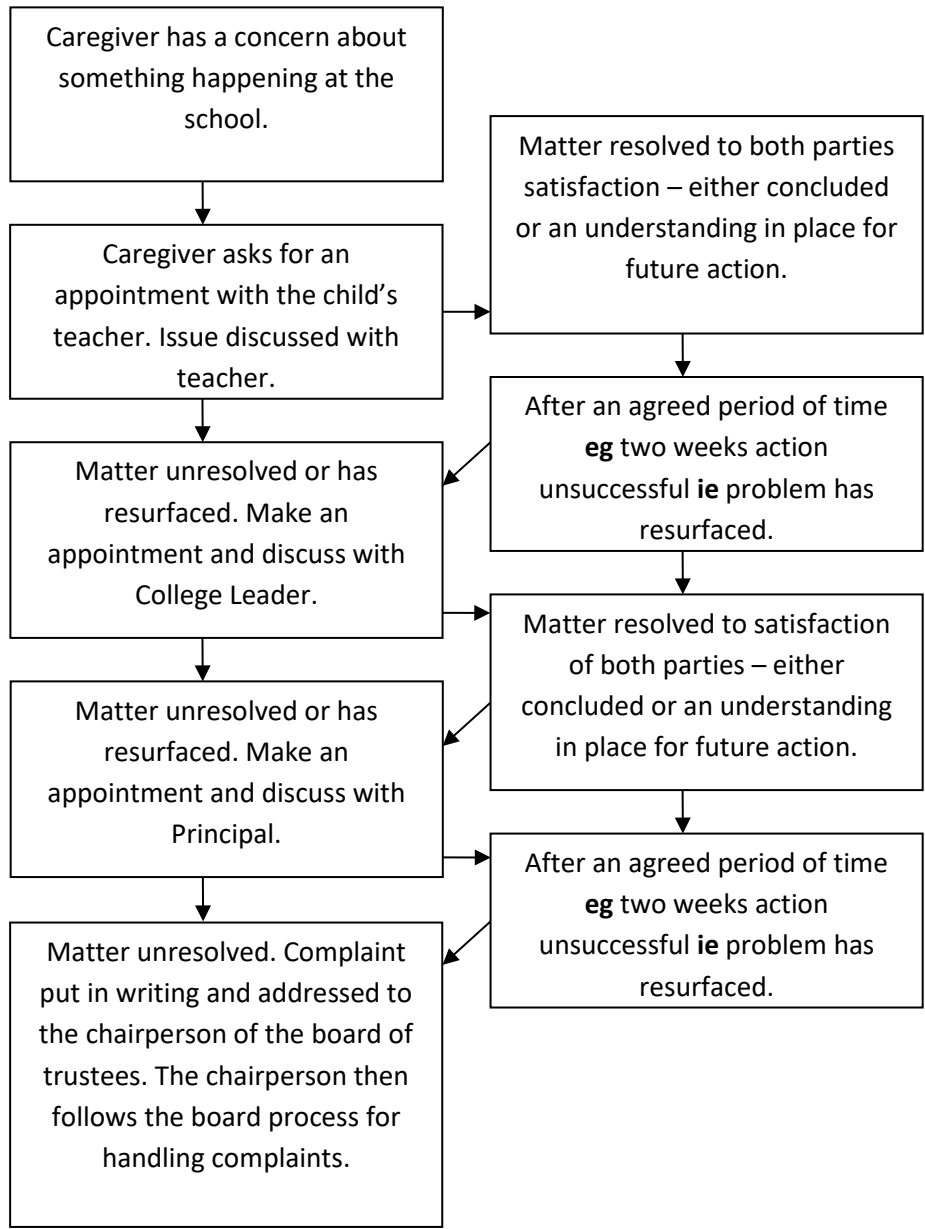 Caregiver has a concern about
something happening at the
school.
Caregiver asks for an
appointment with the child’s
teacher. Issue discussed with
teacher.
Matter resolved to both parties
satisfaction – either concluded
or an understanding in place for
future action.
After an agreed period of time
eg two weeks action
unsuccessful ie problem has
resurfaced.
Matter unresolved or has
resurfaced. Make an
appointment and discuss with
College Leader.
Matter resolved to satisfaction
of both parties – either
concluded or an understanding
in place for future action.
Matter unresolved or has
resurfaced. Make an
appointment and discuss with
Principal.
After an agreed period of time
eg two weeks action
unsuccessful ie problem has
resurfaced.
Matter unresolved. Complaint
put in writing and addressed to
the chairperson of the board of
trustees. The chairperson then
follows the board process for
handling complaints.